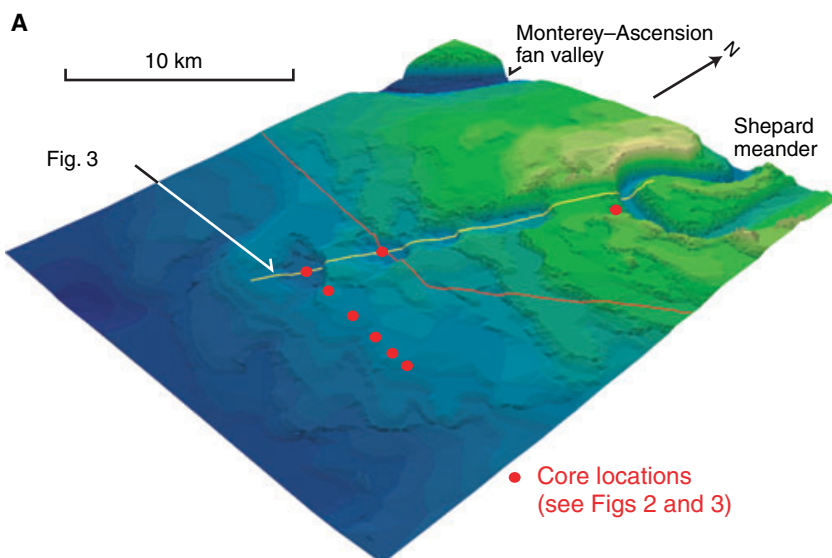 A
10 km
Monterey–Ascension
fan valley
N
Shepard
meander
Fig. 3
Core locations
(see Figs 2 and 3)